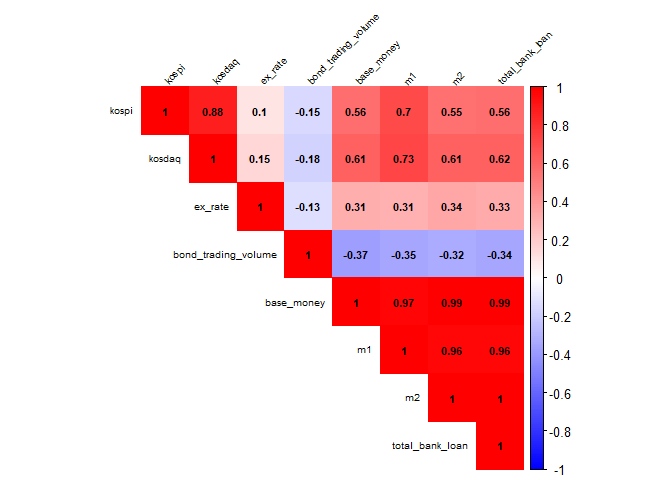 kospi
kosdaq
ex_rate
bond_trading_volume
base_money
m1
m2
total_bank_ban
kospi 1 0.88 0.1 -0.15 0.56 0.7 0.55 0.56
kosdaq 1 0.15 -0.18 0.61 0.73 0.61 0.62
ex_rate 1 -0.13 0.31 0.31 0.34 0.33
bond_trading_volume 1 -0.37 -0.35 -0.32 -0.34
base_money 1 0.97 0.99 0.99
m1 1 0.96 0.96
m2 1 1
total_bank_loan 1
1
0.8
0.6
0.4
0.2
0
-0.2
-0.4
-0.6
-0.8
-1